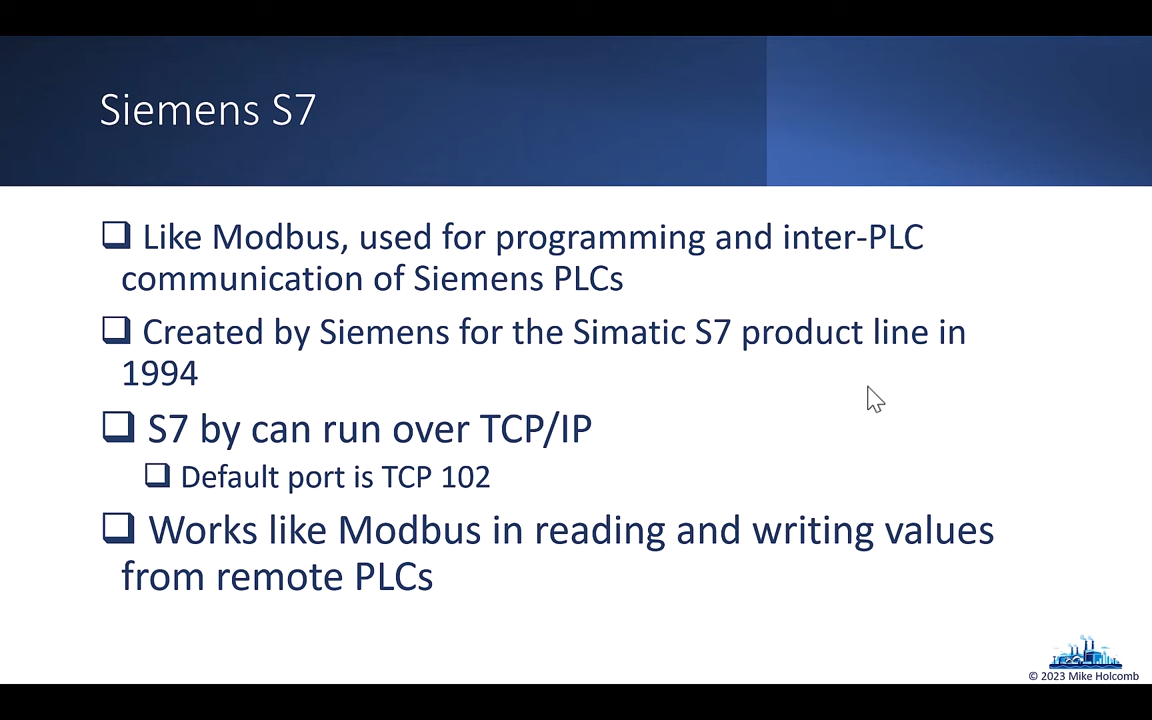 Siemens S7
Like Modbus, used for programming and inter-PLC
communication of Siemens PLCs
Created by Siemens for the Simatic S7 product line in
1994
S7 by can run over TCP/IP
Default port is TCP 102
Works like Modbus in reading and writing values
from remote PLCs
© 2023 Mike Holcomb